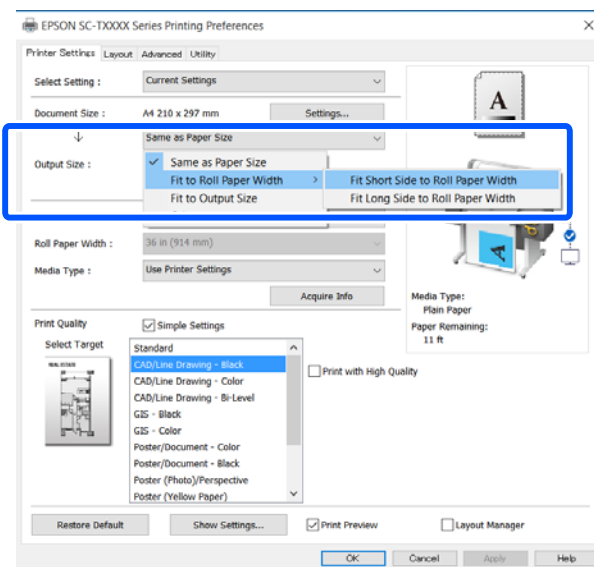 EPSON SC-TXXXX Series Printing Preferences
Printer Settings Layout Advanced Utility
Select Setting : Current Settings
Document Size : A4 210 x 297 mm Settings...
Same as Paper Size
Output Size : Same as Paper Size
Fit to Roll Paper Width Fit Short Side to Roll Paper Width
Fit to Output Size Fit Long Side to Roll Paper Width
Roll Paper Width : 36 in (914 mm)
Media Type : Use Printer Settings
Acquire Info
A
A
Media Type:
Plain Paper
Paper Remaining:
11 ft
Print Quality Simple Settings
Select Target
Standard
CAD/Line Drawing - Black
CAD/Line Drawing - Color
CAD/Line Drawing - Bi-Level
GIS - Black
GIS - Color
Poster/Document - Color
Poster/Document - Black
Poster (Photo)/Perspective
Poster (Yellow Paper)
Print with High Quality
Restore Default Show Settings... Print Preview Layout Manager
OK Cancel Apply Help